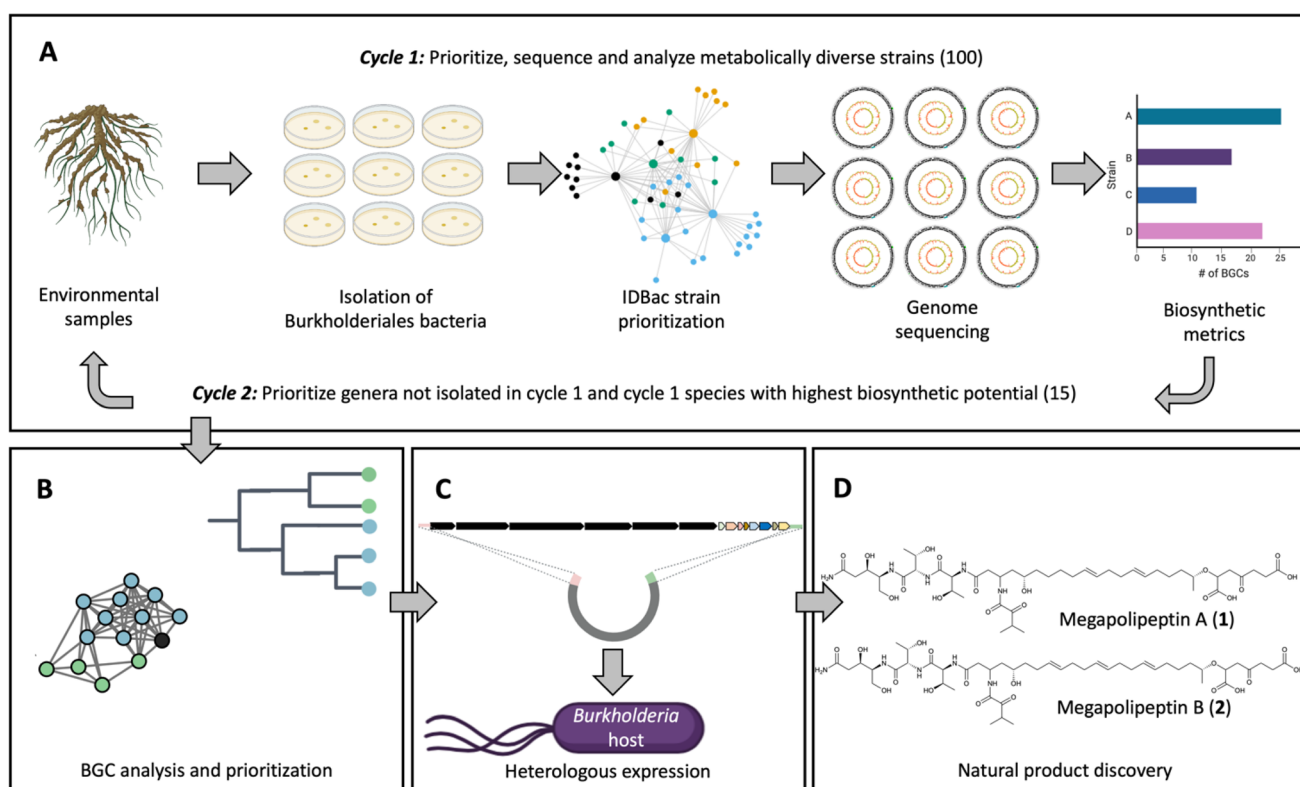 A
Cycle 1: Prioritize, sequence and analyze metabolically diverse strains (100)
Environmental
samples
Isolation of
Burkholderiales bacteria
IDBac strain
prioritization
Genome
sequencing
Strain
A
B
C
D
0 5 10 15 20 25
# of BGCs
Biosynthetic
metrics
Cycle 2: Prioritize genera not isolated in cycle 1 and cycle 1 species with highest biosynthetic potential (15)
B
BGC analysis and prioritization
C
Burkholderia
host
Heterologous expression
D
Megapolipeptin A (1)
Megapolipeptin B (2)
Natural product discovery